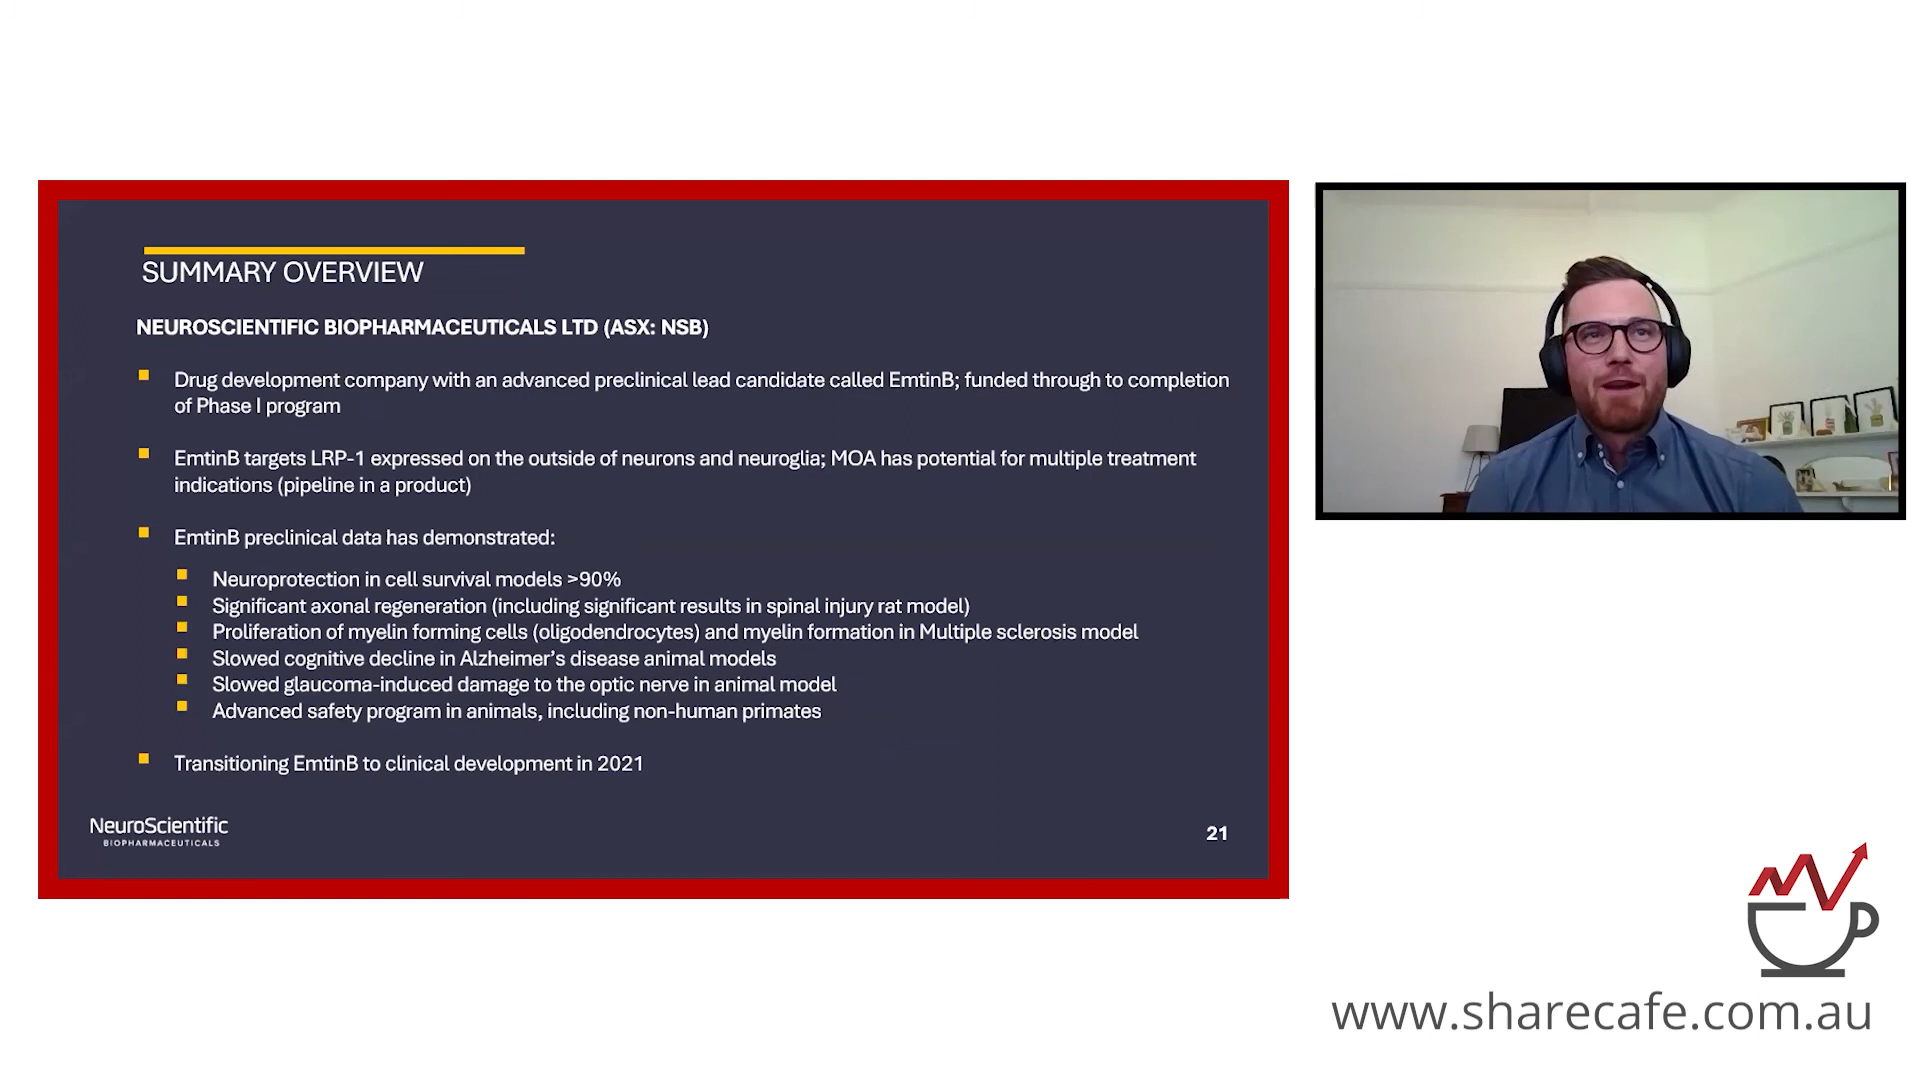 SUMMARY OVERVIEW
NEUROSCIENTIFIC BIOPHARMACEUTICALS LTD (ASX: NSB)
Drug development company with an advanced preclinical lead candidate called EmtinB; funded through to completion
of Phase I program
EmtinB targets LRP-1 expressed on the outside of neurons and neuroglia; MOA has potential for multiple treatment
indications (pipeline in a product)
EmtinB preclinical data has demonstrated:
Neuroprotection in cell survival models >90%
Significant axonal regeneration (including significant results in spinal injury rat model)
Proliferation of myelin forming cells (oligodendrocytes) and myelin formation in Multiple sclerosis model
Slowed cognitive decline in Alzheimer’s disease animal models
Slowed glaucoma-induced damage to the optic nerve in animal model
Advanced safety program in animals, including non-human primates
Transitioning EmtinB to clinical development in 2021
NeuroScientific
BIOPHARMACEUTICALS
21
www.sharecafe.com.au